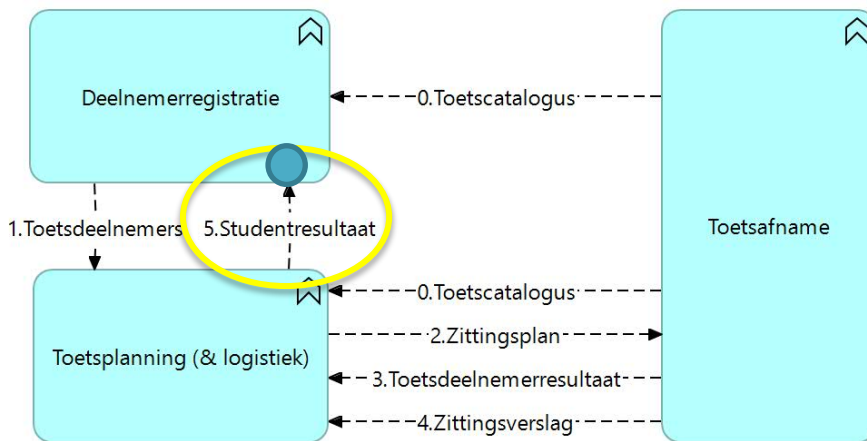 Deelnemerregistratie
0.Toetscatalogus
1.Toetsdeelnemers
5.Studentresultaat
Toetsafname
0.Toetscatalogus
2.Zittingsplan
Toetsplanning (& logistiek)
3.Toetsdeelnemerresultaat
4.Zittingsverslag